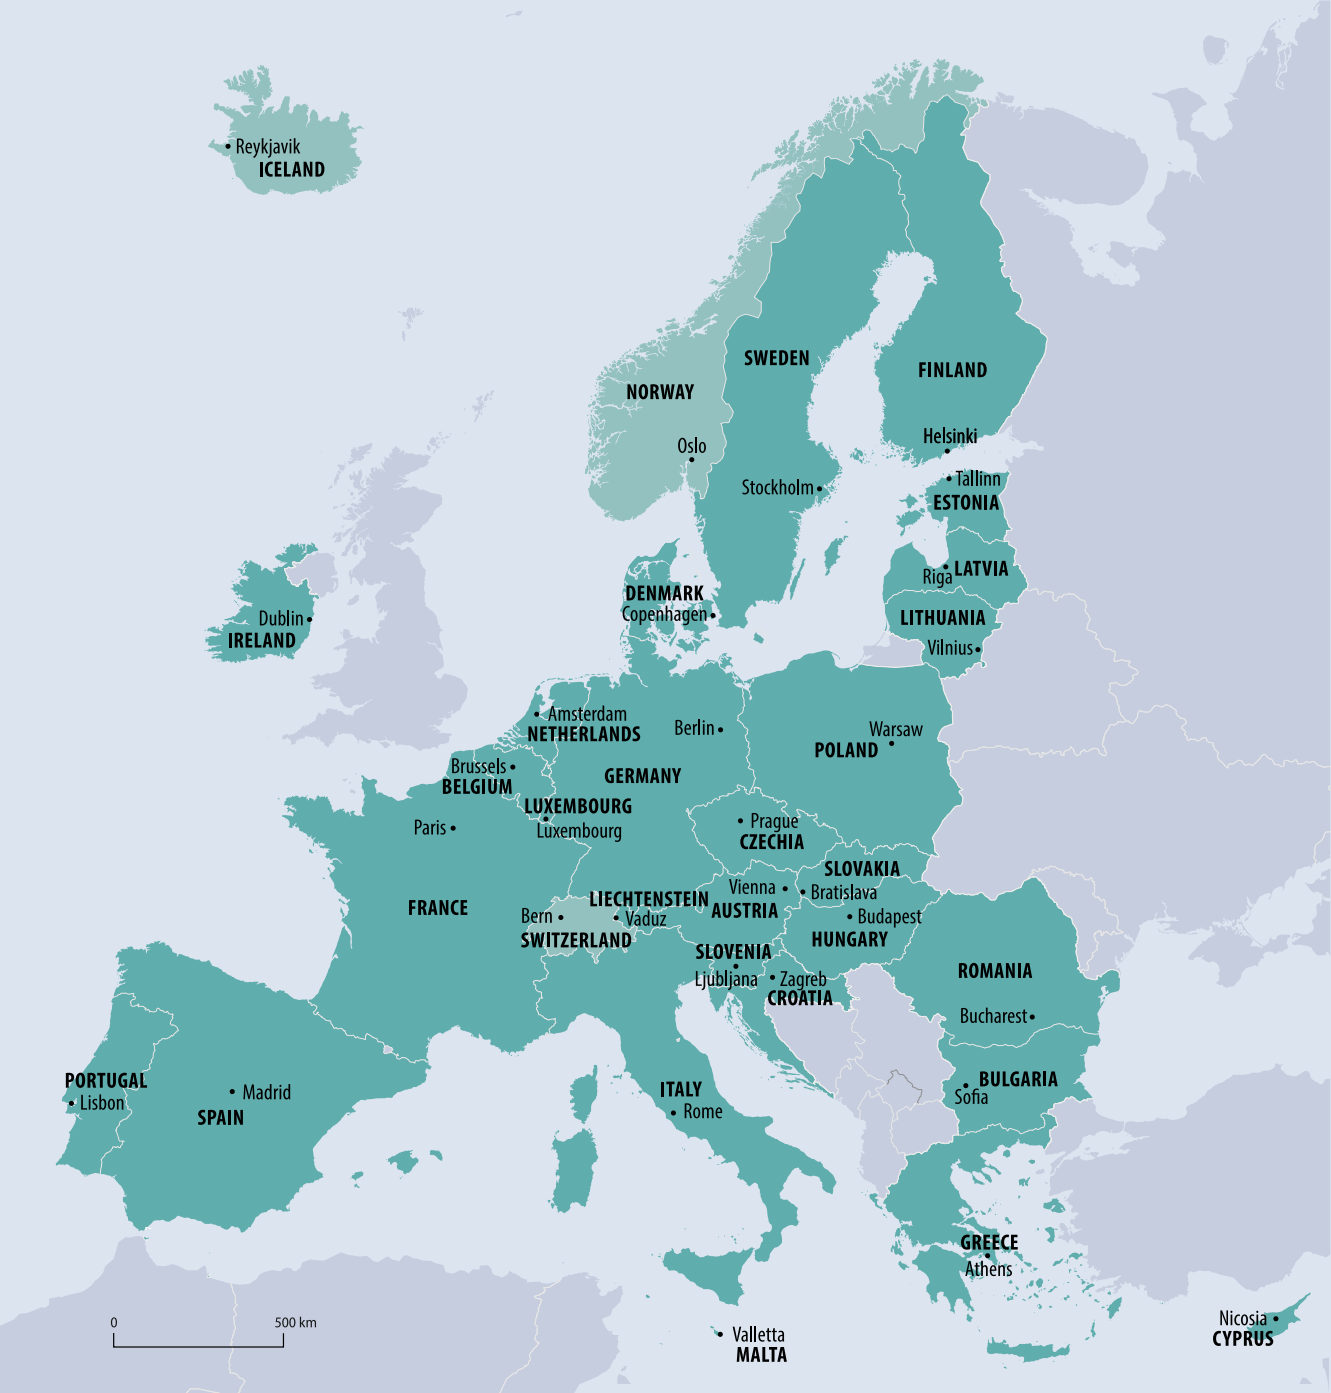 Reykjavik
ICELAND
SWEDEN
FINLAND
NORWAY
Helsinki
Oslo
Tallinn
Stockholm
ESTONIA
Riga
LATVIA
DENMARK
Copenhagen
LITHUANIA
Dublin
IRELAND
Vilnius
Amsterdam
NETHERLANDS
Berlin
Warsaw
POLAND
Brussels
BELGIUM
GERMANY
LUXEMBOURG
Luxembourg
Paris
Prague
CZECHIA
SLOVAKIA
Vienna
Bratislava
LIECHTENSTEIN
Vaduz
AUSTRIA
FRANCE
Bern
SWITZERLAND
Budapest
HUNGARY
SLOVENIA
Ljubljana
Zagreb
CROATIA
ROMANIA
Bucharest
BULGARIA
Sofia
PORTUGAL
Lisbon
Madrid
SPAIN
ITALY
Rome
GREECE
Athens
Nicosia
CYPRUS
Valletta
MALTA
0
500 km